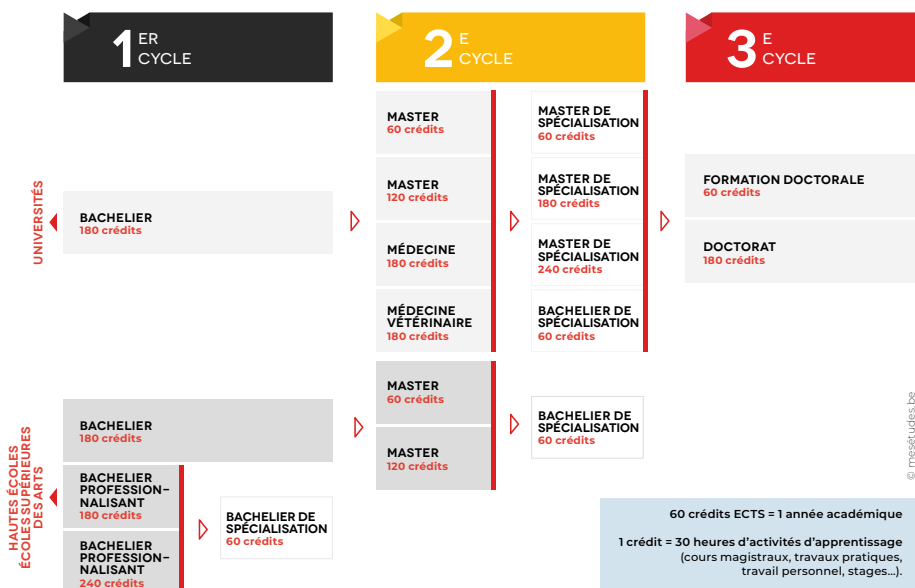 1 ER CYCLE
2 E CYCLE
3 E CYCLE
UNIVERSITÉS
BACHELIER
180 crédits
MASTER
60 crédits
MASTER
120 crédits
MÉDECINE
180 crédits
MÉDECINE
VÉTÉRINAIRE
180 crédits
MASTER DE
SPÉCIALISATION
60 crédits
MASTER DE
SPÉCIALISATION
180 crédits
MASTER DE
SPÉCIALISATION
240 crédits
BACHELIER DE
SPÉCIALISATION
60 crédits
FORMATION DOCTORALE
60 crédits
DOCTORAT
180 crédits
HAUTES ÉCOLES
ÉCOLES SUPÉRIEURES
DES ARTS
BACHELIER
180 crédits
BACHELIER
PROFESSION-
NALISANT
180 crédits
BACHELIER
PROFESSION-
NALISANT
240 crédits
BACHELIER DE
SPÉCIALISATION
60 crédits
MASTER
60 crédits
MASTER
120 crédits
BACHELIER DE
SPÉCIALISATION
60 crédits
© mesétudes.be
60 crédits ECTS = 1 année académique
1 crédit = 30 heures d'activités d'apprentissage
(cours magistraux, travaux pratiques,
travail personnel, stages...).